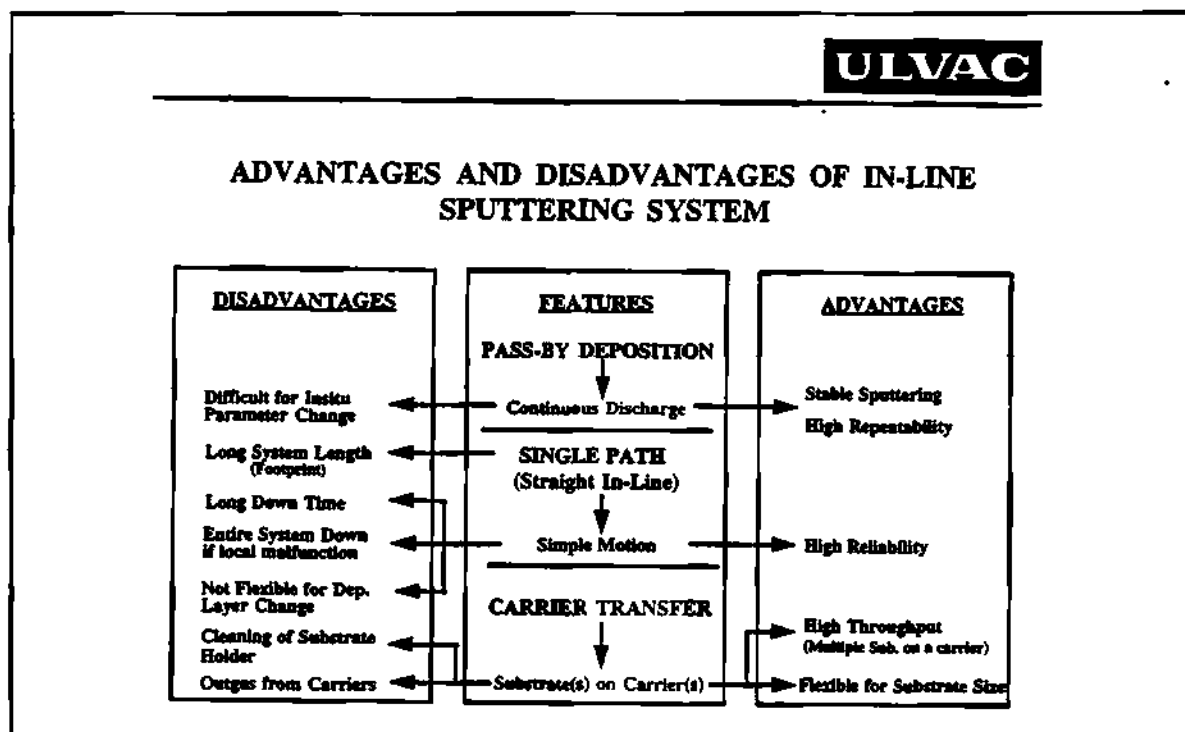 ULVAC
ADVANTAGES AND DISADVANTAGES OF IN-LINE
SPUTTERING SYSTEM
DISADVANTAGES
Difficult for Insitu
Parameter Change
Long System Length
(Footprint)
Long Down Time
Entire System Down
if local malfunction
Not Flexible for Dep.
Layer Change
Cleaning of Substrate
Holder
Outgas from Carriers
FEATURES
PASS-BY DEPOSITION
Continuous Discharge
SINGLE PATH
(Straight In-Line)
Simple Motion
CARRIER TRANSFER
Substrate(s) on Carrier(s)
ADVANTAGES
Stable Sputtering
High Repeatability
High Reliability
High Throughput
(Multiple Sub. on a carrier)
Flexible for Substrate Size